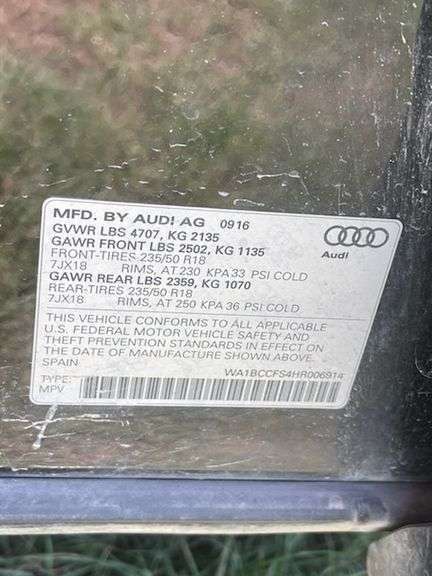 MFD. BY AUDI AG 0916
GVWR LBS 4707, KG 2135
GAWR FRONT LBS 2502, KG 1135
FRONT-TIRES 235/50 R18
7JX18 RIMS, AT 230 KPA 33 PSI COLD
GAWR REAR LBS 2359, KG 1070
REAR-TIRES 235/50 R18
7JX18 RIMS, AT 250 KPA 36 PSI COLD
THIS VEHICLE CONFORMS TO ALL APPLICABLE
U.S. FEDERAL MOTOR VEHICLE SAFETY AND
THEFT PREVENTION STANDARDS IN EFFECT ON
THE DATE OF MANUFACTURE SHOWN ABOVE.
SPAIN
WA1BCCFS4HR006914
TYPE:
MPV
Audi